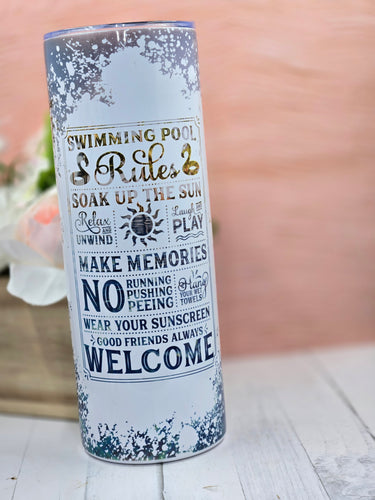 SWIMMING POOL
Rules
SOAK UP THE SUN
Relax AND UNWIND
Laugh AND PLAY
MAKE MEMORIES
NO RUNNING PUSHING PEEING
Hang YOUR WET TOWELS
WEAR YOUR SUNSCREEN
GOOD FRIENDS ALWAYS
WELCOME